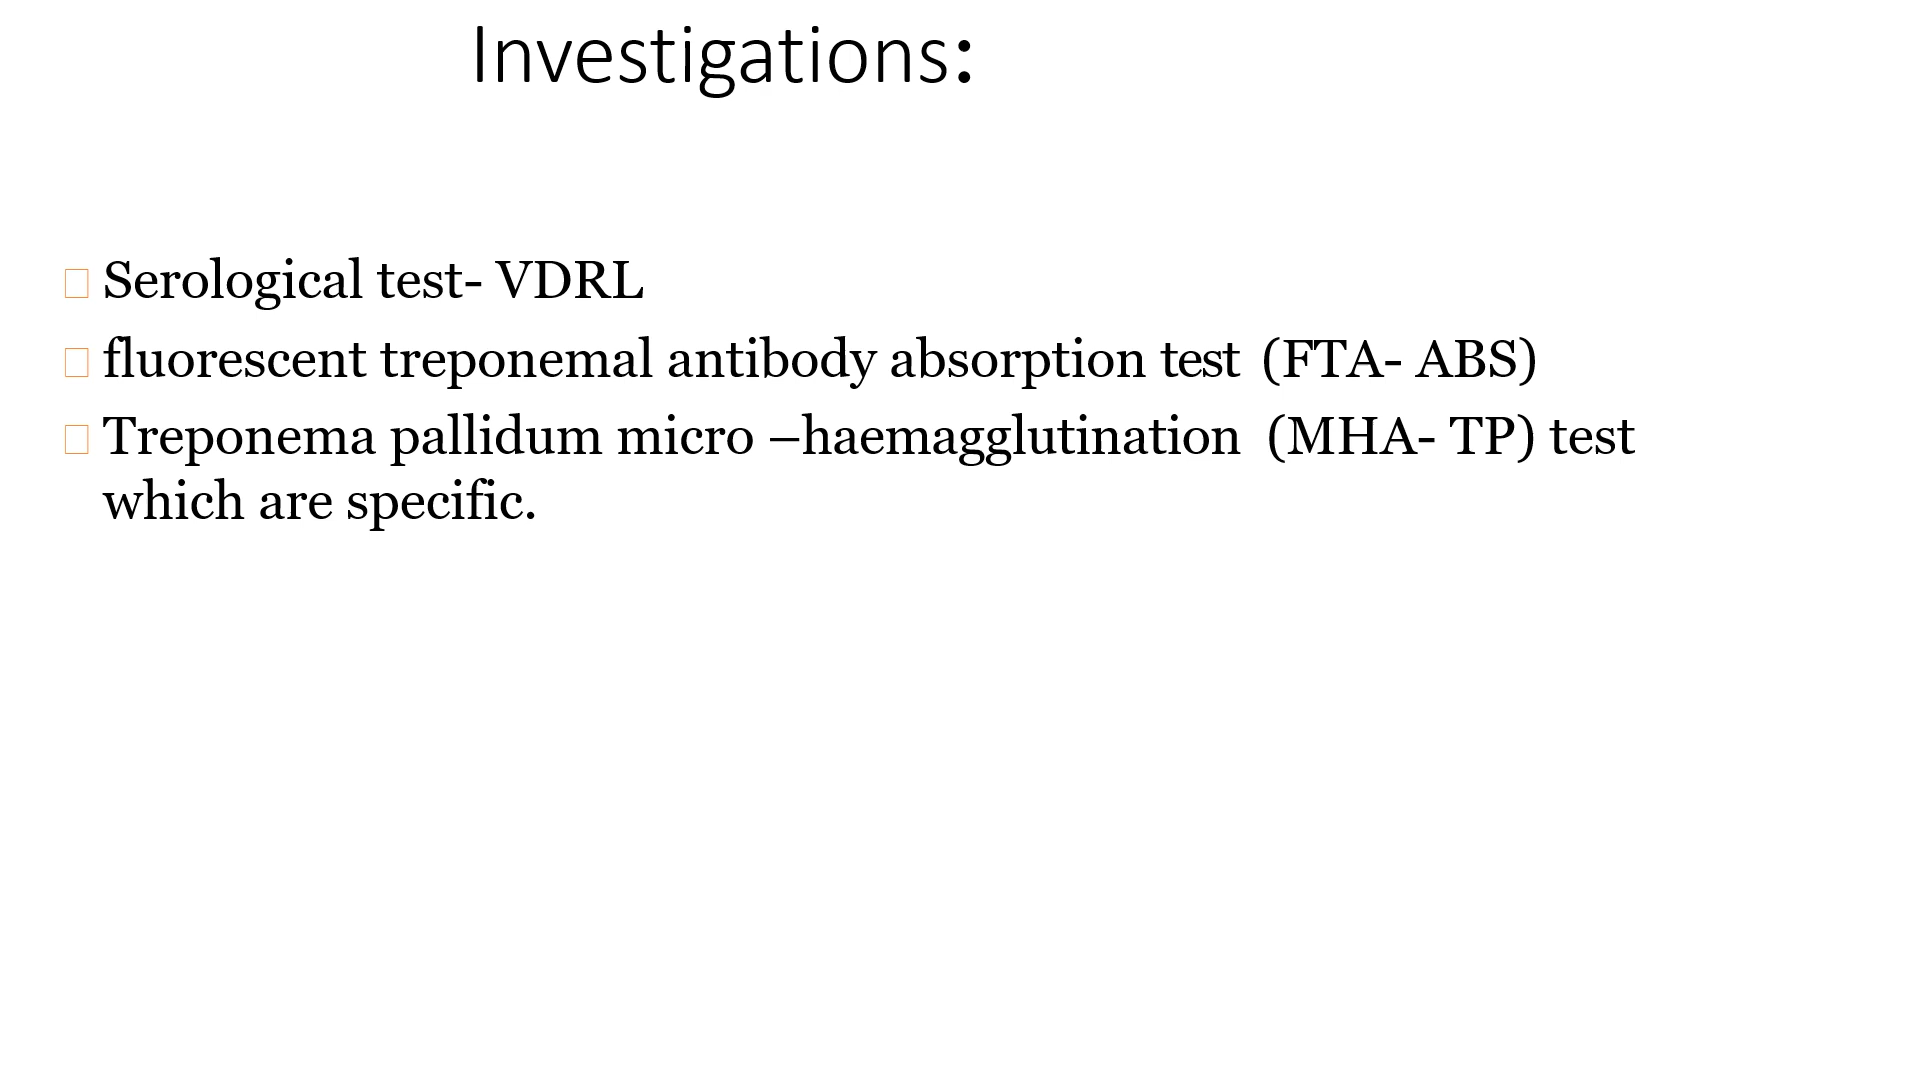 Investigations:
Serological test- VDRL
fluorescent treponemal antibody absorption test (FTA- ABS)
Treponema pallidum micro –haemagglutination (MHA- TP) test
which are specific.